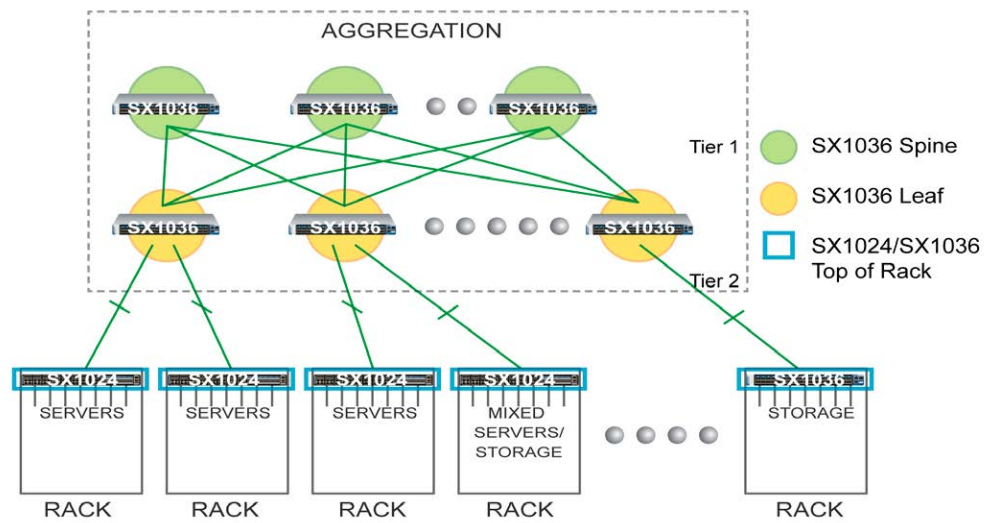 AGGREGATION
SX1036 SX1036 SX1036
Tier 1
SX1036 SX1036 SX1036
Tier 2
SX1036 Spine
SX1036 Leaf
SX1024/SX1036
Top of Rack
SX1024 SX1024 SX1024 SX1024 SX1036
SERVERS SERVERS SERVERS MIXED STORAGE
SERVERS/
STORAGE
RACK RACK RACK RACK RACK